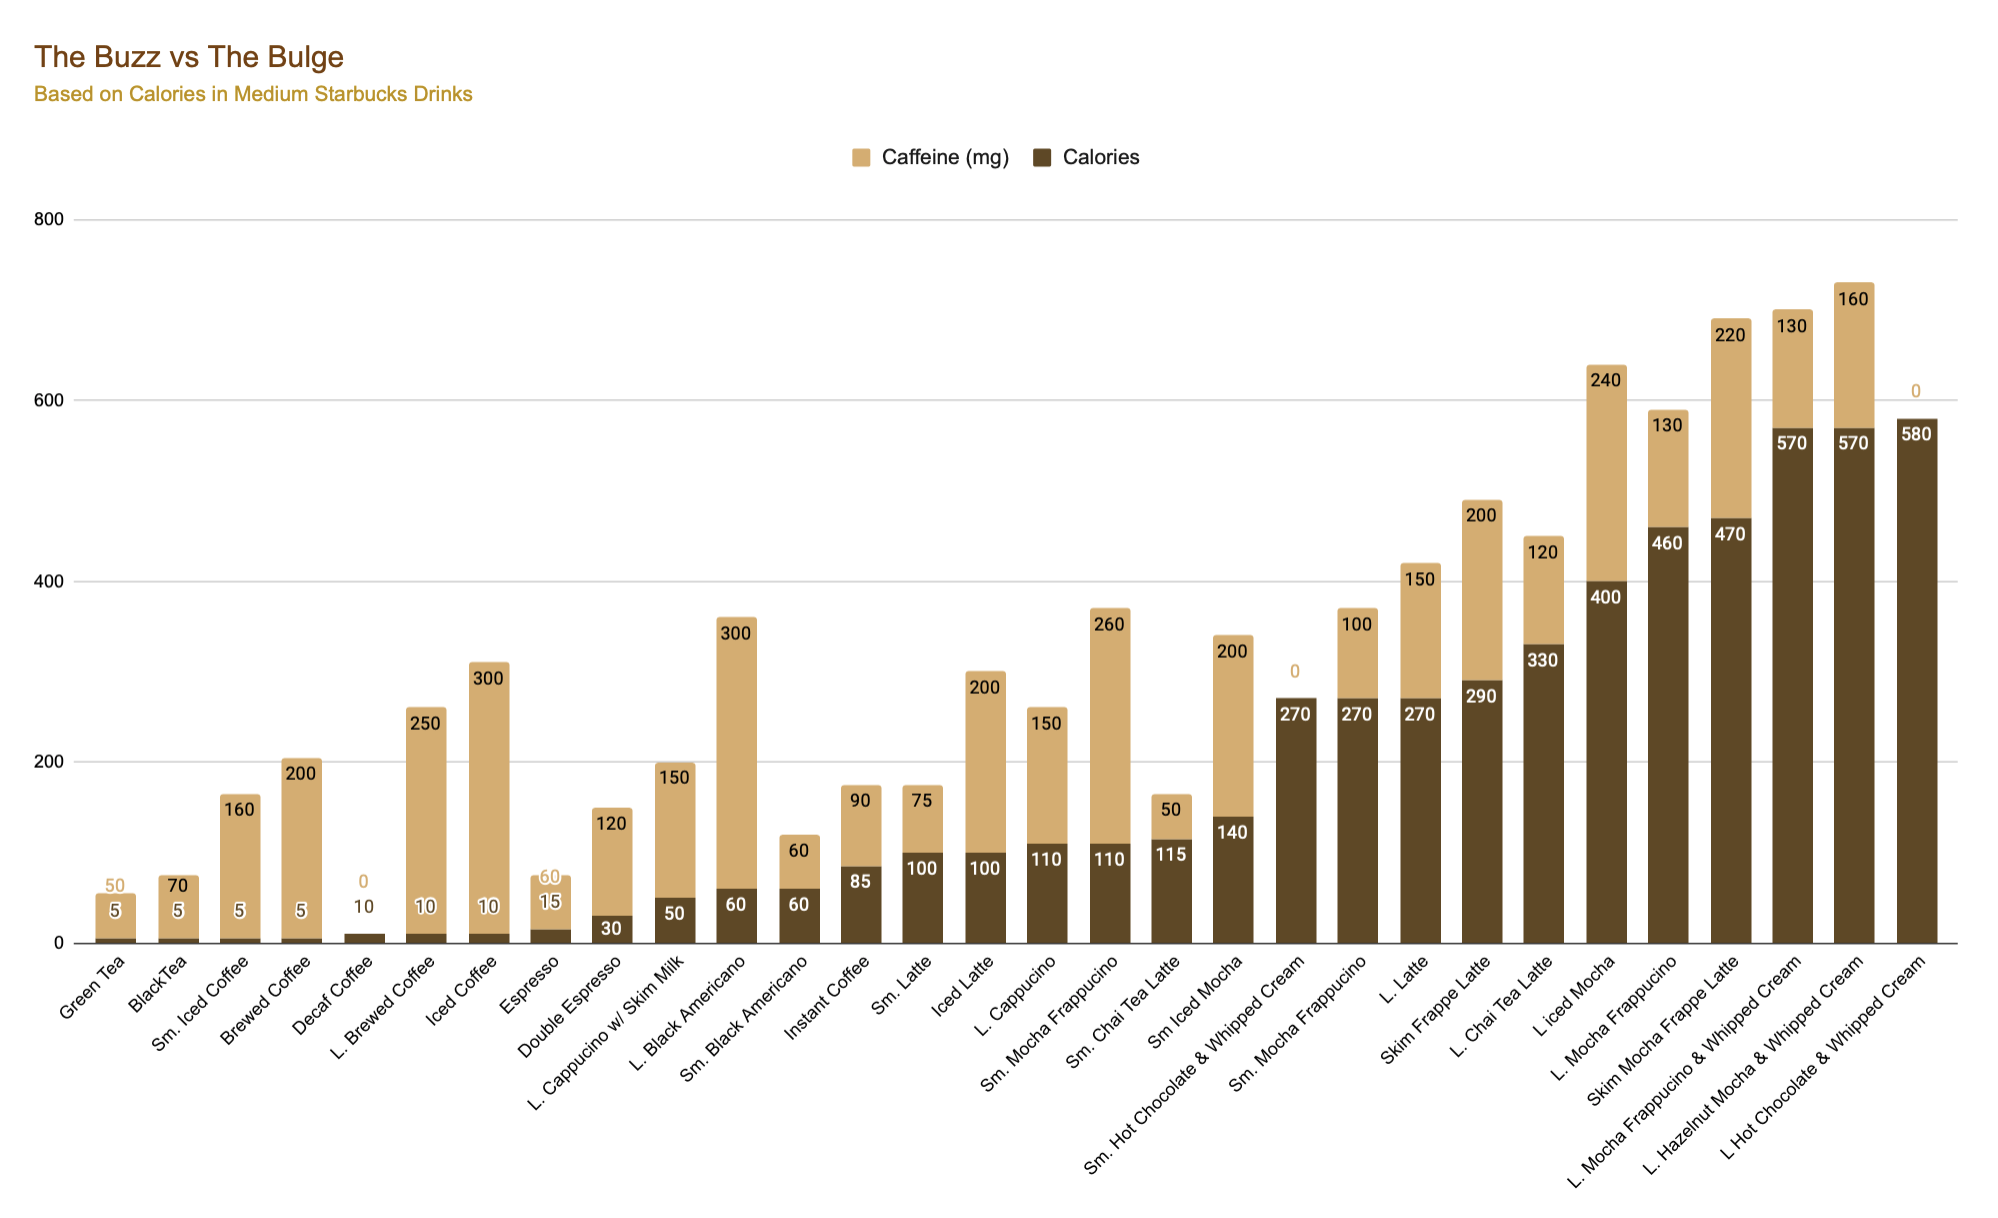 The Buzz vs The Bulge
Based on Calories in Medium Starbucks Drinks
Caffeine (mg)
Calories
800
600
400
200
0
50
5
70
5
160
5
200
5
0
10
250
10
300
10
60
15
120
30
150
50
300
60
60
60
90
85
75
100
200
100
150
110
260
110
50
115
200
140
0
270
100
270
150
270
200
290
120
330
240
400
130
460
220
470
130
570
160
570
0
580
Green Tea
BlackTea
Sm. Iced Coffee
Brewed Coffee
Decaf Coffee
L. Brewed Coffee
Iced Coffee
Espresso
Double Espresso
L. Cappucino w/ Skim Milk
L. Black Americano
Sm. Black Americano
Instant Coffee
Sm. Latte
Iced Latte
L. Cappucino
Sm. Mocha Frappucino
Sm. Chai Tea Latte
Sm Iced Mocha
Sm. Hot Chocolate & Whipped Cream
Sm. Mocha Frappucino
L. Latte
Skim Frappe Latte
L. Chai Tea Latte
L iced Mocha
L. Mocha Frappucino
Skim Mocha Frappe Latte
L. Mocha Frappucino & Whipped Cream
L. Hazelnut Mocha & Whipped Cream
L Hot Chocolate & Whipped Cream